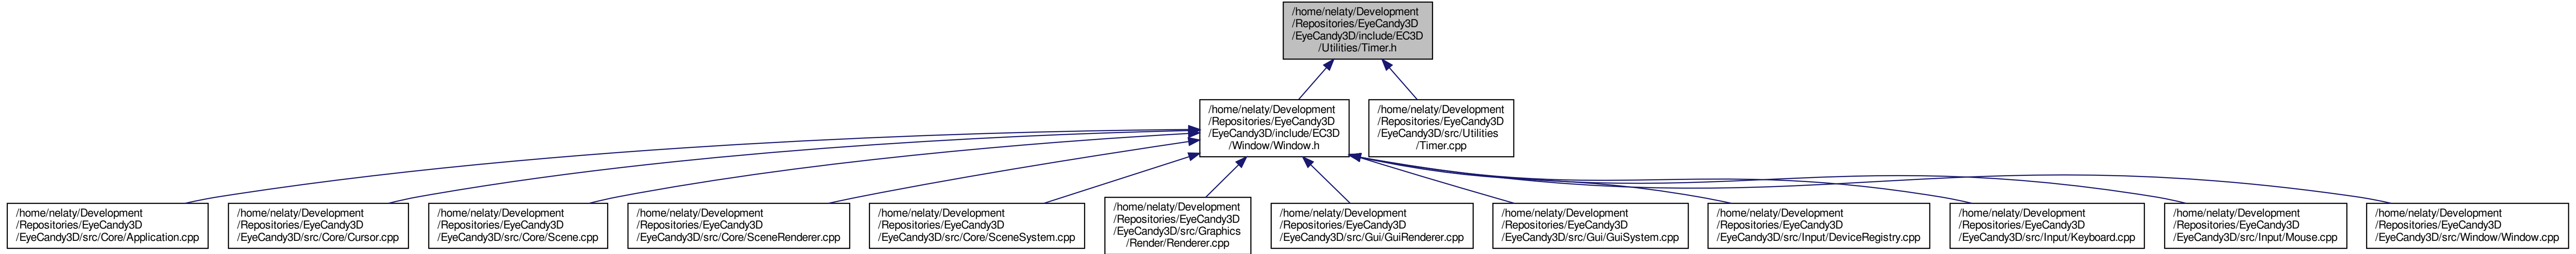 /home/nelaty/Development
/Repositories/EyeCandy3D
/EyeCandy3D/include/EC3D
/Utilities/Timer.h
/home/nelaty/Development
/Repositories/EyeCandy3D
/EyeCandy3D/include/EC3D
/Window/Window.h
/home/nelaty/Development
/Repositories/EyeCandy3D
/EyeCandy3D/src/Utilities
/Timer.cpp
/home/nelaty/Development
/Repositories/EyeCandy3D
/EyeCandy3D/src/Core/Application.cpp
/home/nelaty/Development
/Repositories/EyeCandy3D
/EyeCandy3D/src/Core/Cursor.cpp
/home/nelaty/Development
/Repositories/EyeCandy3D
/EyeCandy3D/src/Core/Scene.cpp
/home/nelaty/Development
/Repositories/EyeCandy3D
/EyeCandy3D/src/Core/SceneRenderer.cpp
/home/nelaty/Development
/Repositories/EyeCandy3D
/EyeCandy3D/src/Core/SceneSystem.cpp
/home/nelaty/Development
/Repositories/EyeCandy3D
/EyeCandy3D/src/Graphics
/Render/Renderer.cpp
/home/nelaty/Development
/Repositories/EyeCandy3D
/EyeCandy3D/src/Gui/GuiRenderer.cpp
/home/nelaty/Development
/Repositories/EyeCandy3D
/EyeCandy3D/src/Gui/GuiSystem.cpp
/home/nelaty/Development
/Repositories/EyeCandy3D
/EyeCandy3D/src/Input/DeviceRegistry.cpp
/home/nelaty/Development
/Repositories/EyeCandy3D
/EyeCandy3D/src/Input/Keyboard.cpp
/home/nelaty/Development
/Repositories/EyeCandy3D
/EyeCandy3D/src/Input/Mouse.cpp
/home/nelaty/Development
/Repositories/EyeCandy3D
/EyeCandy3D/src/Window/Window.cpp